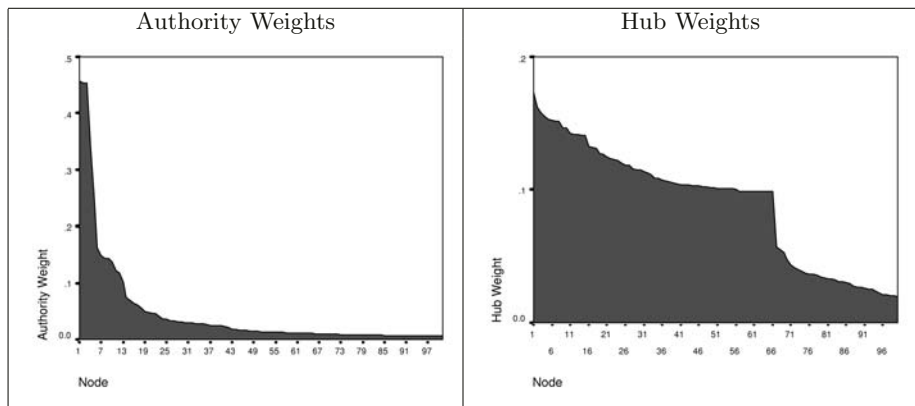 Authority Weights
Hub Weights
.5
.4
.3
.2
.1
0.0
Authority Weight
1 7 13 19 25 31 37 43 49 55 61 67 73 79 85 91 97
Node
.2
.1
0.0
Hub Weight
1 11 21 31 41 51 61 71 81 91
6 16 26 36 46 56 66 76 86 96
Node